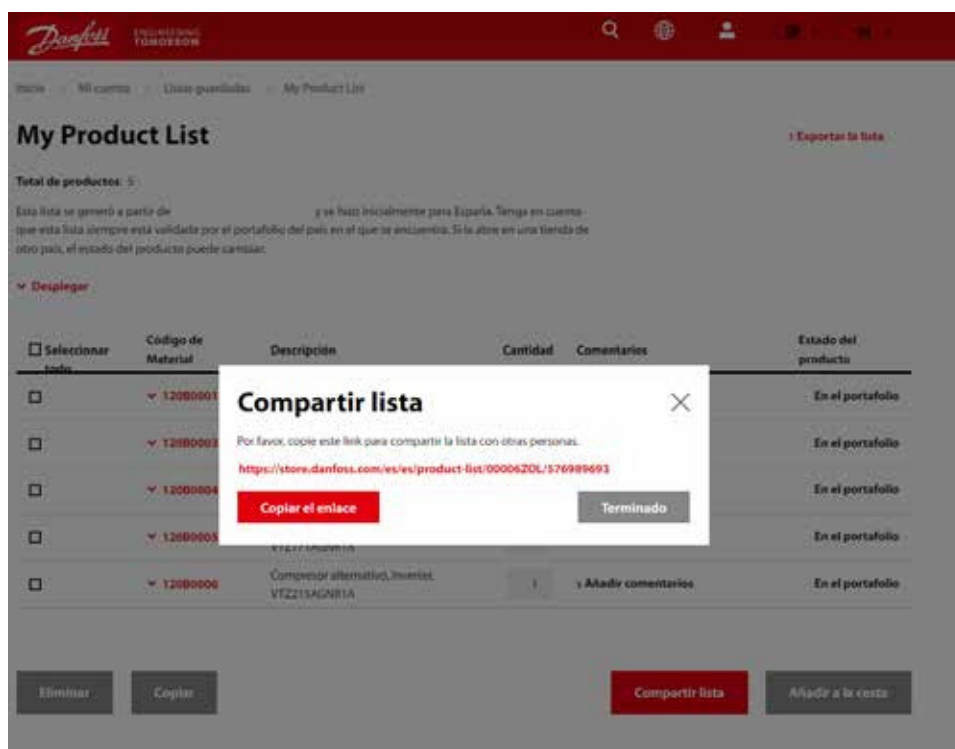 Danfoss ENGINEERING TOMORROW
Inicio Mi cuenta Listas guardadas My Product List
My Product List
Exportar la lista
Total de productos: 5
Esta lista se generó a partir de y se hizo inicialmente para España. Tenga en cuenta
que esta lista siempre está validada por el portafolio del país en el que se encuentra. Si la abre en una tienda de
otro país, el estado del producto puede cambiar.
Desplegar
Seleccionar todo
Código de Material
Descripción
Cantidad
Comentarios
Estado del producto
120B0001
En el portafolio
120B0003
En el portafolio
120B0004
En el portafolio
120B0005
VTZ171AGNR1A
En el portafolio
120B0006
Compresor alternativo, Inverter,
VTZ215AGNR1A
1
Añadir comentarios
En el portafolio
Compartir lista
Por favor, copie este link para compartir la lista con otras personas.
https://store.danfoss.com/es/es/product-list/00006ZOL/576989693
Copiar el enlace
Terminado
Eliminar
Copiar
Compartir lista
Añadir a la cesta